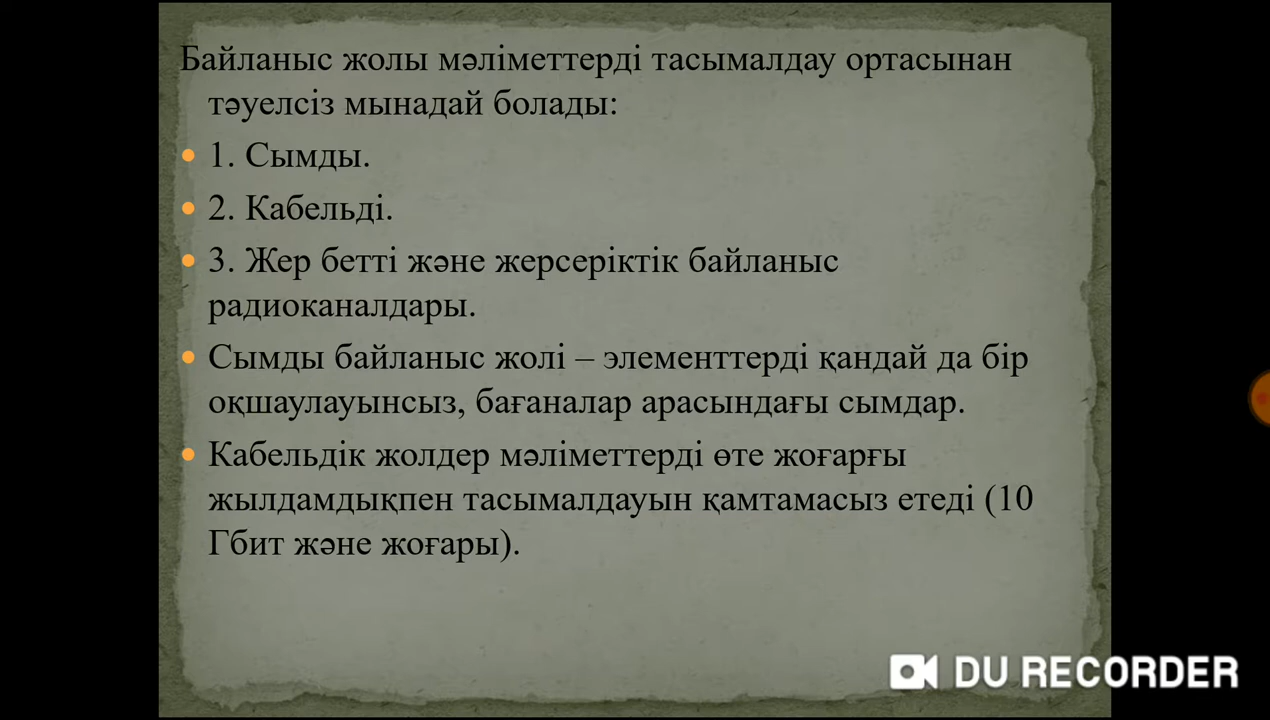 Байланыс жолы мәліметтерді тасымалдау ортасынан
тәуелсіз мынадай болады:
• 1. Сымды.
• 2. Кабельді.
• 3. Жер бетті және жерсеріктік байланыс
радиоканалдары.
• Сымды байланыс жолі – элементтерді қандай да бір
оқшаулауынсыз, бағаналар арасындағы сымдар.
• Кабельдік жолдер мәліметтерді өте жоғарғы
жылдамдықпен тасымалдауын қамтамасыз етеді (10
Гбит және жоғары).
DU RECORDER